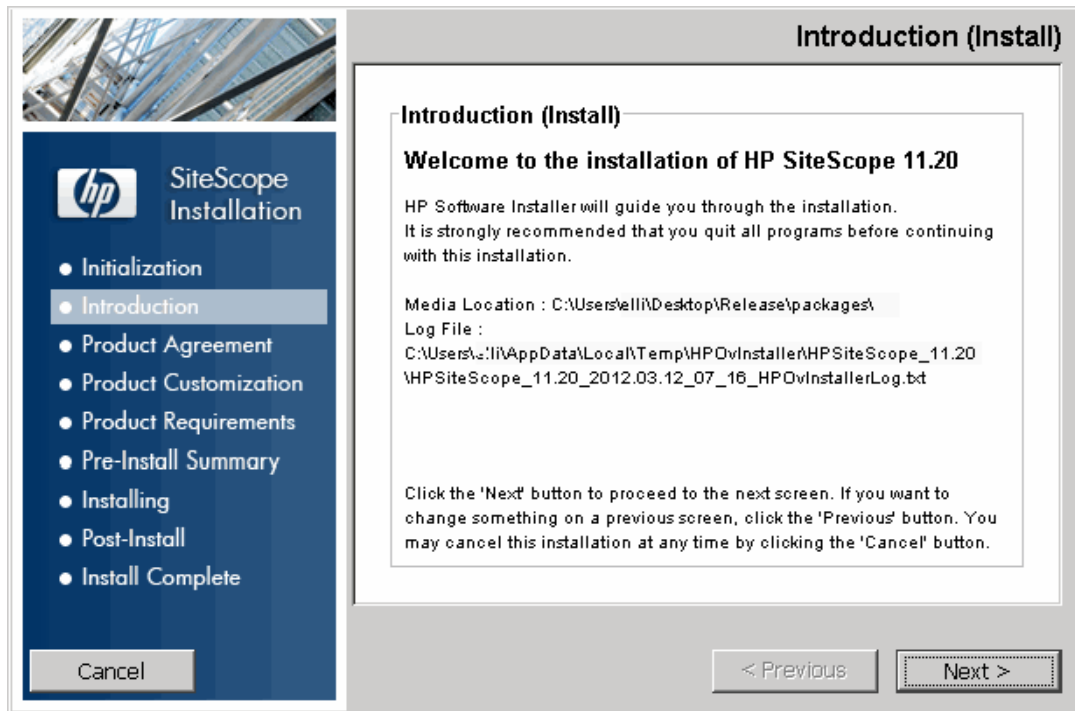 Introduction (Install)
hp
SiteScope
Installation
Initialization
Introduction
Product Agreement
Product Customization
Product Requirements
Pre-Install Summary
Installing
Post-Install
Install Complete
Cancel
Introduction (Install)
Welcome to the installation of HP SiteScope 11.20
HP Software Installer will guide you through the installation.
It is strongly recommended that you quit all programs before continuing
with this installation.
Media Location : C:\Users\elli\Desktop\Release\packages\
Log File :
\AppData\Local\Temp\HPOvInstaller\HPSiteScope_11.20
\HPSiteScope_11.20_2012.03.12_07_16_HPOvInstallerLog.txt
Click the 'Next' button to proceed to the next screen. If you want to
change something on a previous screen, click the 'Previous' button. You
may cancel this installation at any time by clicking the 'Cancel' button.
< Previous
Next >